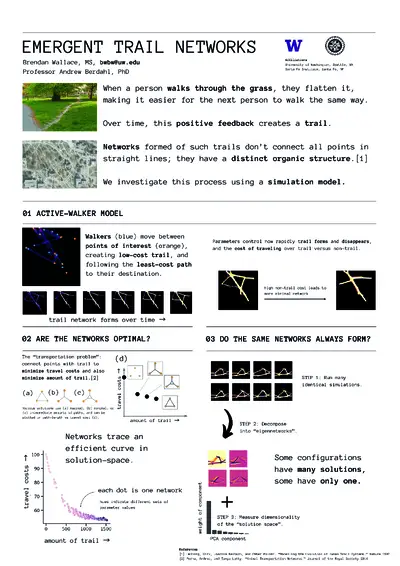 EMERGENT TRAIL NETWORKS
Brendan Wallace, MS, bwbw@uw.edu
Professor Andrew Berdahl, PhD
W
Affiliations
University of Washington, Seattle, WA
Santa Fe Institute, Santa Fe, NM
When a person walks through the grass, they flatten it,
making it easier for the next person to walk the same way.
Over time, this positive feedback creates a trail.
Networks formed of such trails don't connect all points in
straight lines; they have a distinct organic structure.[1]
We investigate this process using a simulation model.
01 ACTIVE-WALKER MODEL
Walkers (blue) move between
points of interest (orange),
creating low-cost trail, and
following the least-cost path
to their destination.
trail network forms over time →
Parameters control how rapidly trail forms and disappears,
and the cost of traveling over trail versus non-trail.
High non-trail cost leads to
more minimal network
02 ARE THE NETWORKS OPTIMAL?
The "transportation problem":
connect points with trail to
minimize travel costs and also
minimize amount of trail.[2]
(a) (b) (c)
(d)
travel costs →
amount of trail →
Networks trace an
efficient curve in
solution-space.
each dot is one network
hues indicate different sets of
parameter values
travel costs →
100
90
80
70
60
0 500 1000 1500
amount of trail →
03 DO THE SAME NETWORKS ALWAYS FORM?
STEP 1: Run many
identical simulations.
STEP 2: Decompose
into "eigennetworks".
Some configurations
have many solutions,
some have only one.
+
STEP 3: Measure dimensionality
of the "solution space".
weight of component
PCA component
References